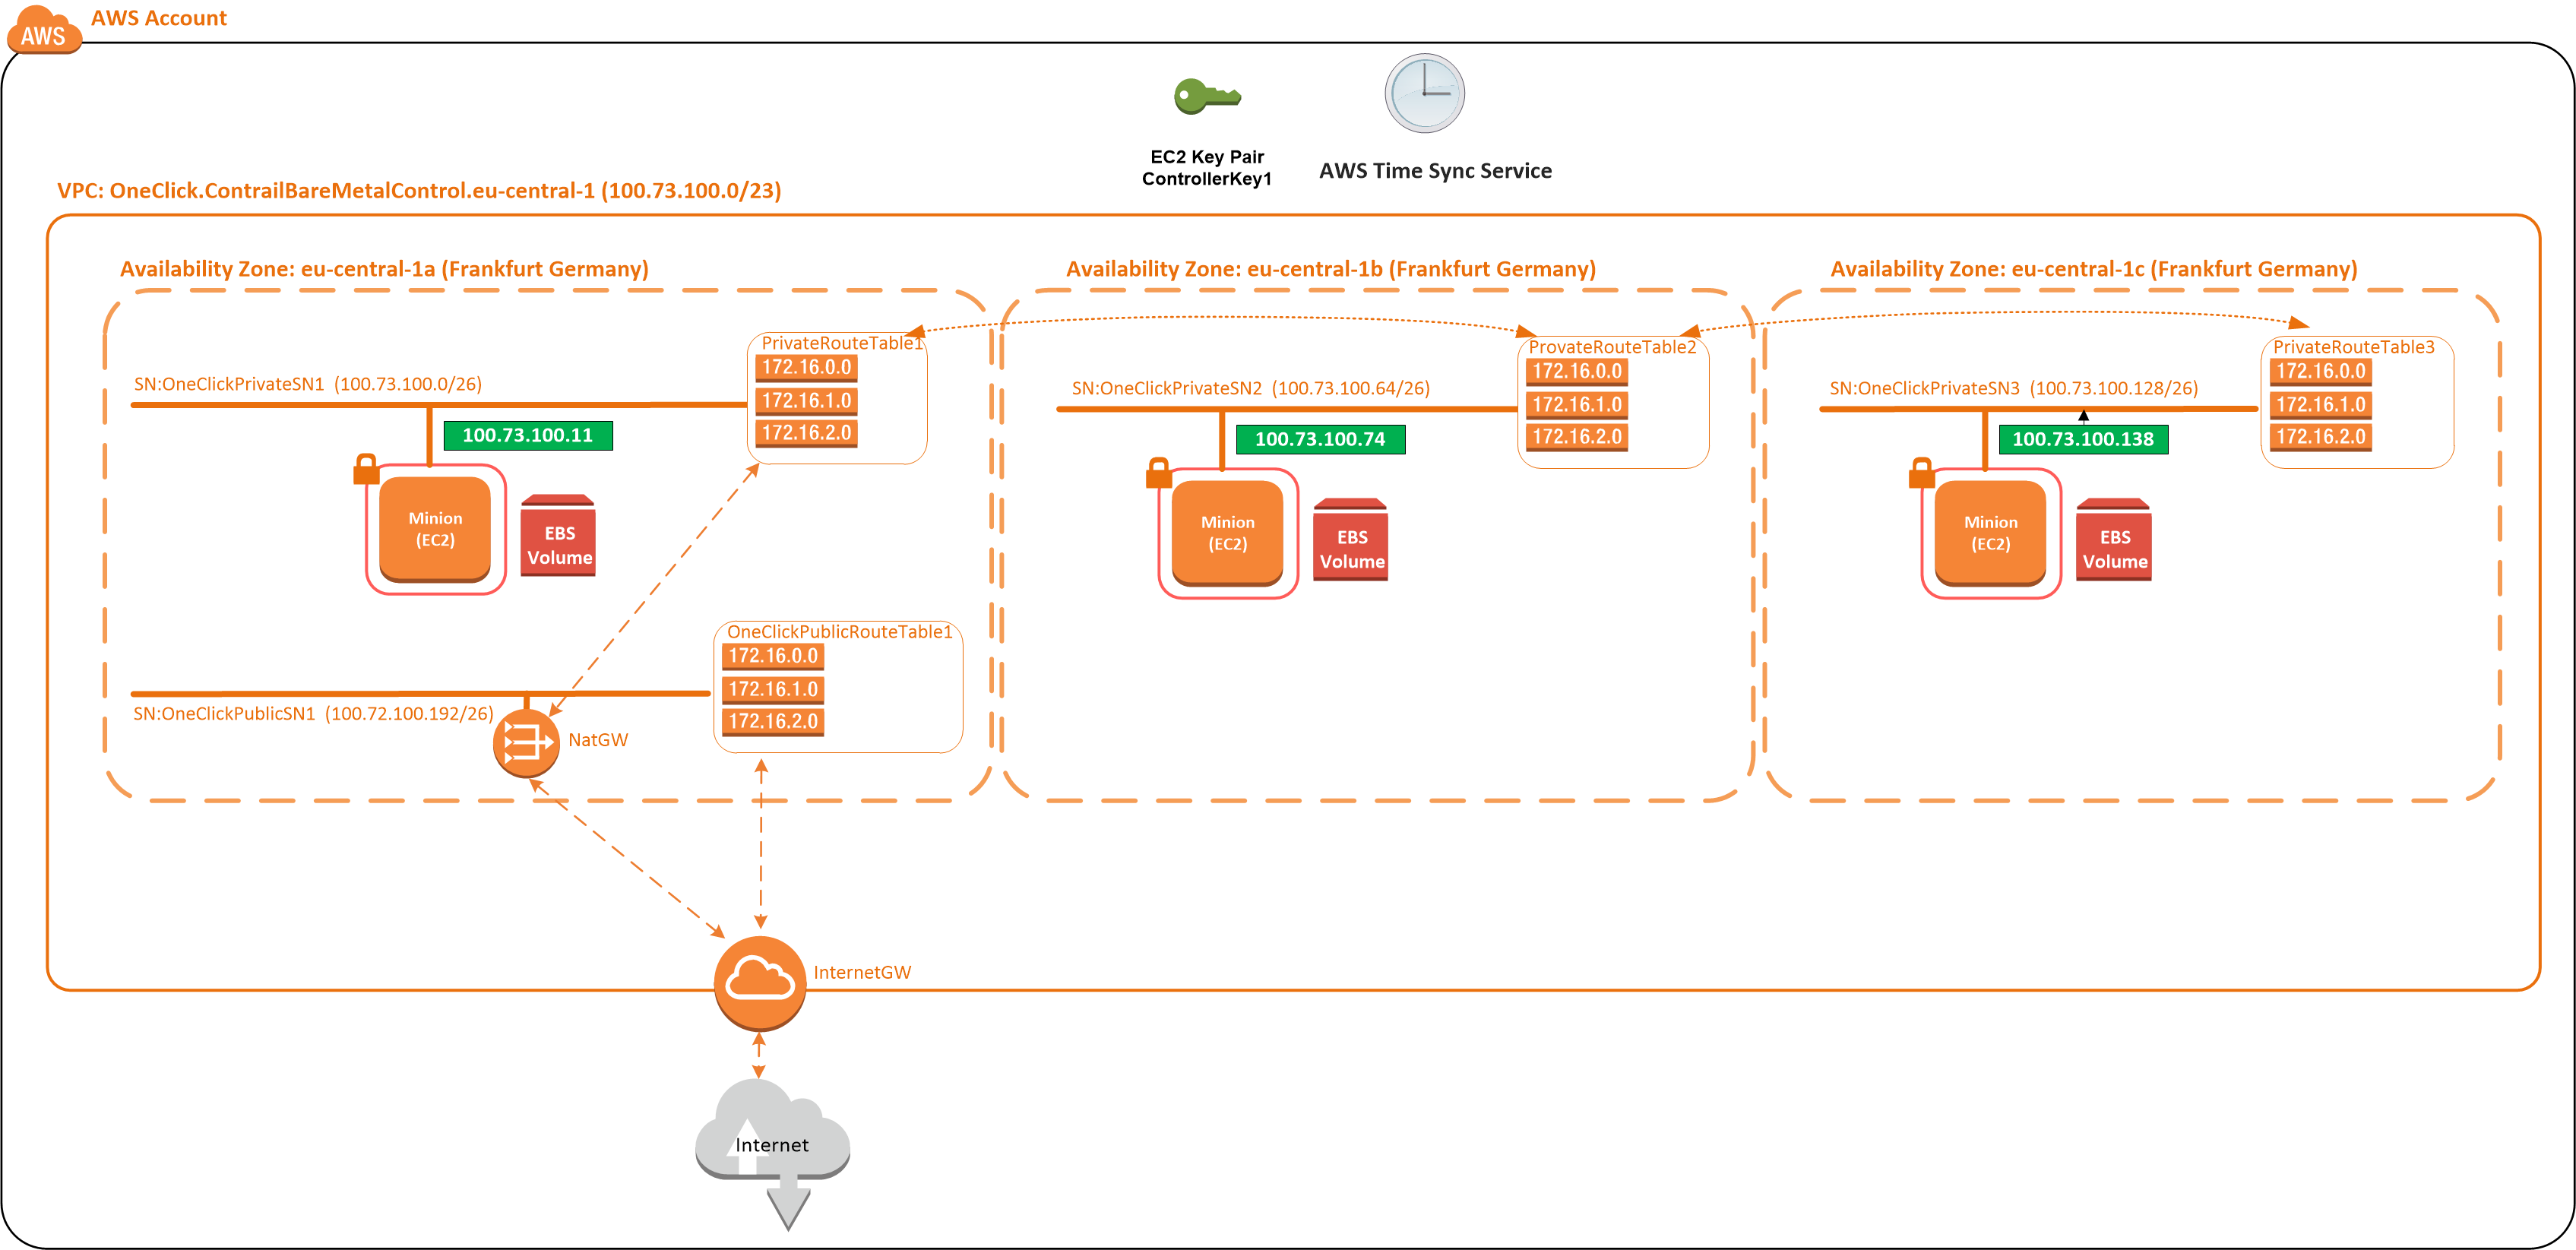 AWS
AWS Account
EC2 Key Pair
ControllerKey1
AWS Time Sync Service
VPC: OneClick.ContrailBareMetalControl.eu-central-1 (100.73.100.0/23)
Availability Zone: eu-central-1a (Frankfurt Germany)
PrivateRouteTable1
172.16.0.0
172.16.1.0
172.16.2.0
SN:OneClickPrivateSN1 (100.73.100.0/26)
100.73.100.11
Minion
(EC2)
EBS
Volume
OneClickPublicRouteTable1
172.16.0.0
172.16.1.0
172.16.2.0
SN:OneClickPublicSN1 (100.72.100.192/26)
NatGW
Availability Zone: eu-central-1b (Frankfurt Germany)
ProvateRouteTable2
172.16.0.0
172.16.1.0
172.16.2.0
SN:OneClickPrivateSN2 (100.73.100.64/26)
100.73.100.74
Minion
(EC2)
EBS
Volume
Availability Zone: eu-central-1c (Frankfurt Germany)
PrivateRouteTable3
172.16.0.0
172.16.1.0
172.16.2.0
SN:OneClickPrivateSN3 (100.73.100.128/26)
100.73.100.138
Minion
(EC2)
EBS
Volume
InternetGW
Internet